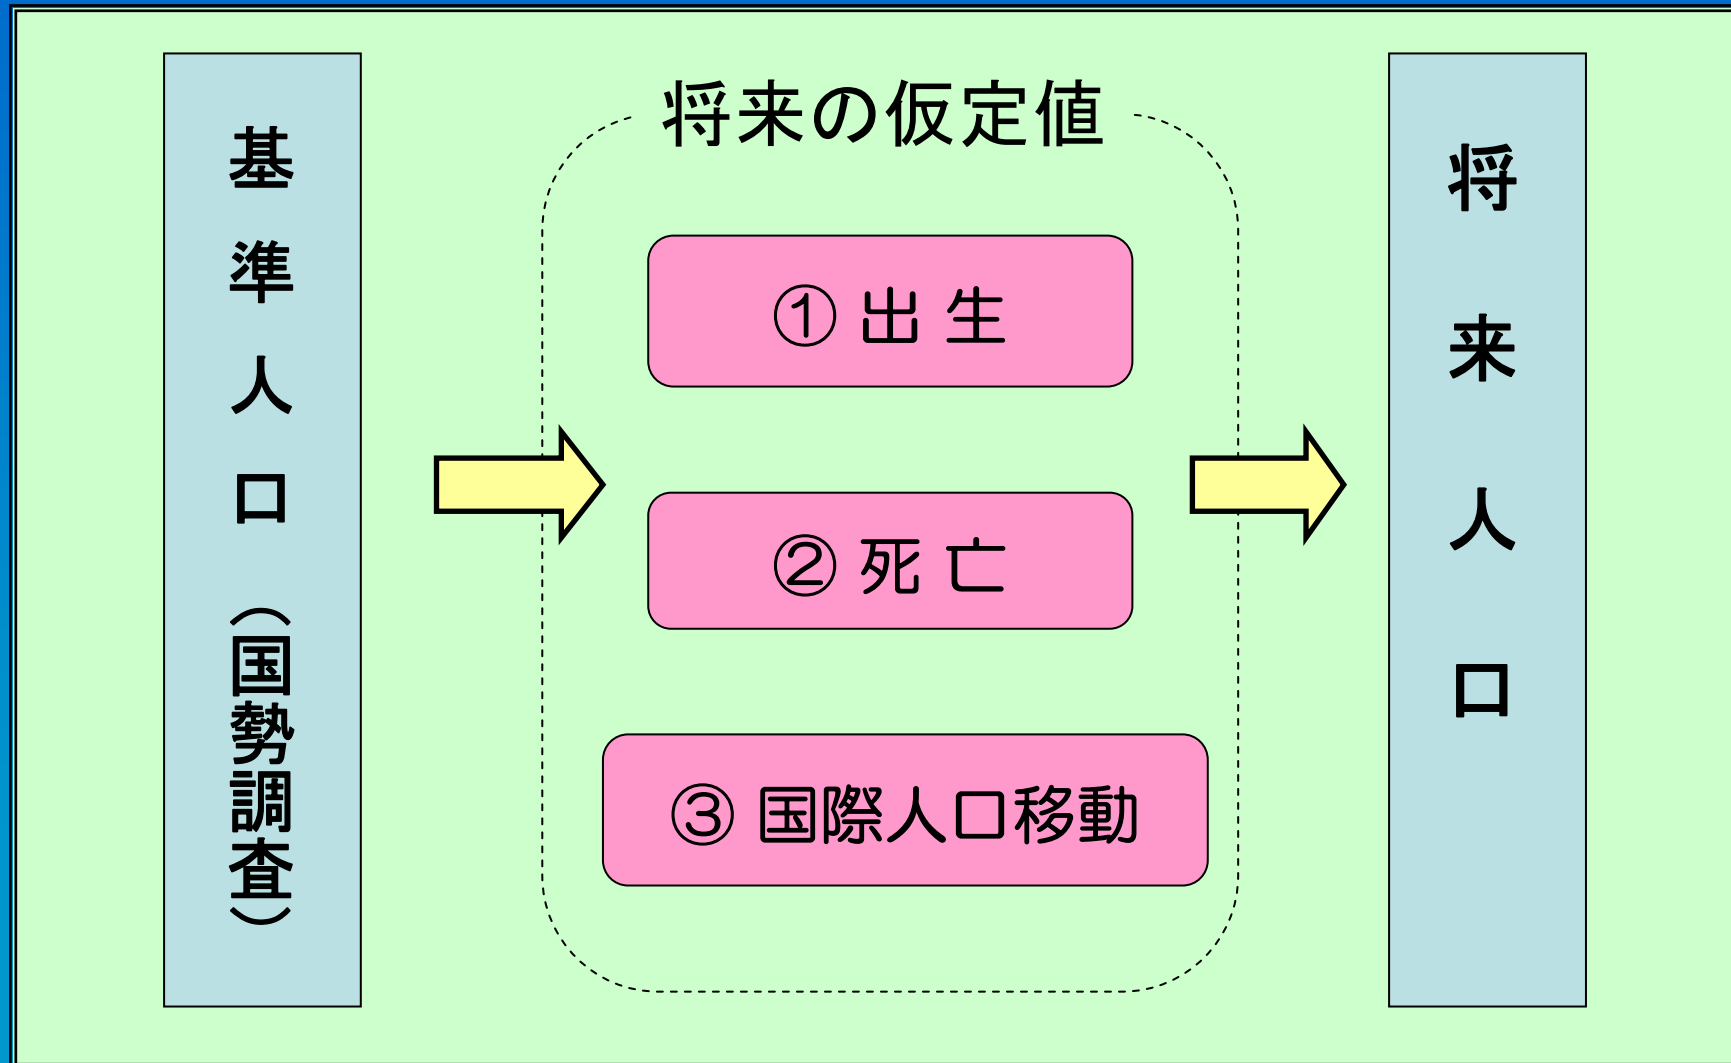 基準人口（国勢調査）
将来の仮定値
① 出生
② 死亡
③ 国際人口移動
将来人口